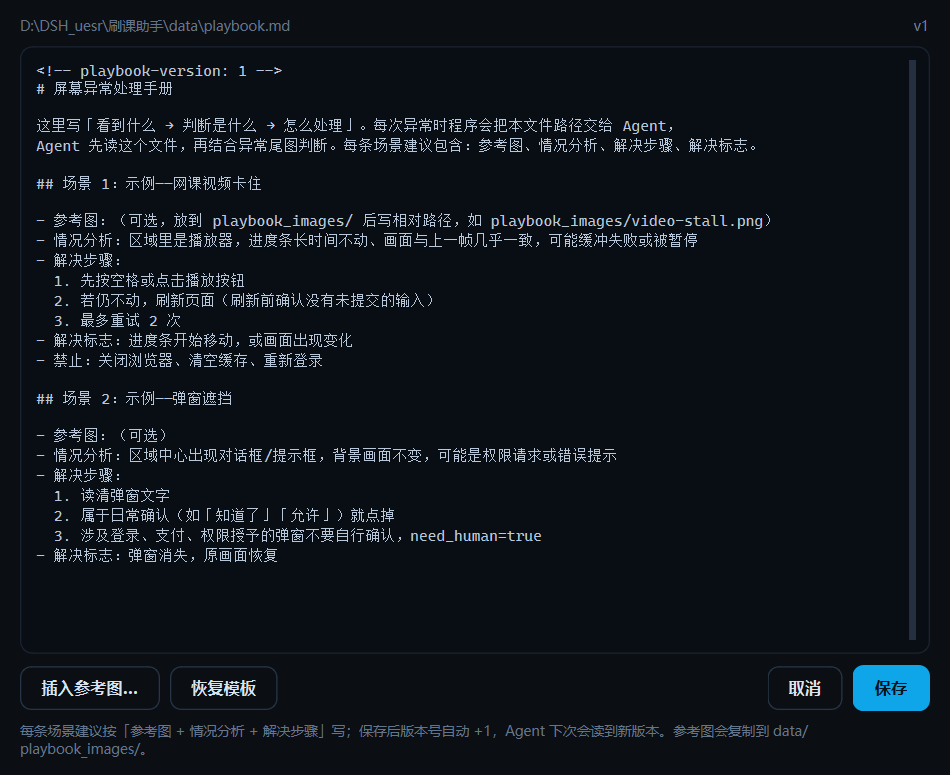 D:\DSH_uesr\刷课助手\data\playbook.md
v1
<!-- playbook-version: 1 -->
# 屏幕异常处理手册
这里写「看到什么 → 判断是什么 → 怎么处理」。每次异常时程序会把本文件路径交给 Agent，
Agent 先读这个文件，再结合异常尾图判断。每条场景建议包含：参考图、情况分析、解决步骤、解决标志。
## 场景 1：示例——网课视频卡住
- 参考图：（可选，放到 playbook_images/ 后写相对路径，如 playbook_images/video-stall.png）
- 情况分析：区域里是播放器，进度条长时间不动、画面与上一帧几乎一致，可能缓冲失败或被暂停
- 解决步骤：
1. 先按空格或点击播放按钮
2. 若仍不动，刷新页面（刷新前确认没有未提交的输入）
3. 最多重试 2 次
- 解决标志：进度条开始移动，或画面出现变化
- 禁止：关闭浏览器、清空缓存、重新登录
## 场景 2：示例——弹窗遮挡
- 参考图：（可选）
- 情况分析：区域中心出现对话框/提示框，背景画面不变，可能是权限请求或错误提示
- 解决步骤：
1. 读清弹窗文字
2. 属于日常确认（如「知道了」「允许」）就点掉
3. 涉及登录、支付、权限授予的弹窗不要自行确认，need_human=true
- 解决标志：弹窗消失，原画面恢复
插入参考图...
恢复模板
取消
保存
每条场景建议按「参考图 + 情况分析 + 解决步骤」写；保存后版本号自动 +1，Agent 下次会读到新版本。参考图会复制到 data/
playbook_images/。